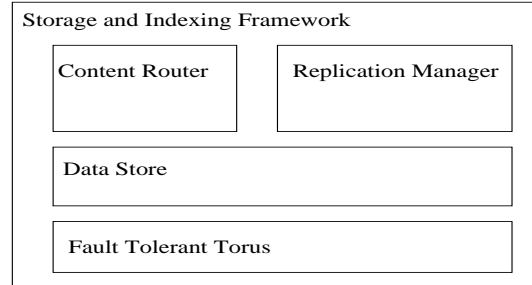 Storage and Indexing Framework
Content Router
Replication Manager
Data Store
Fault Tolerant Torus